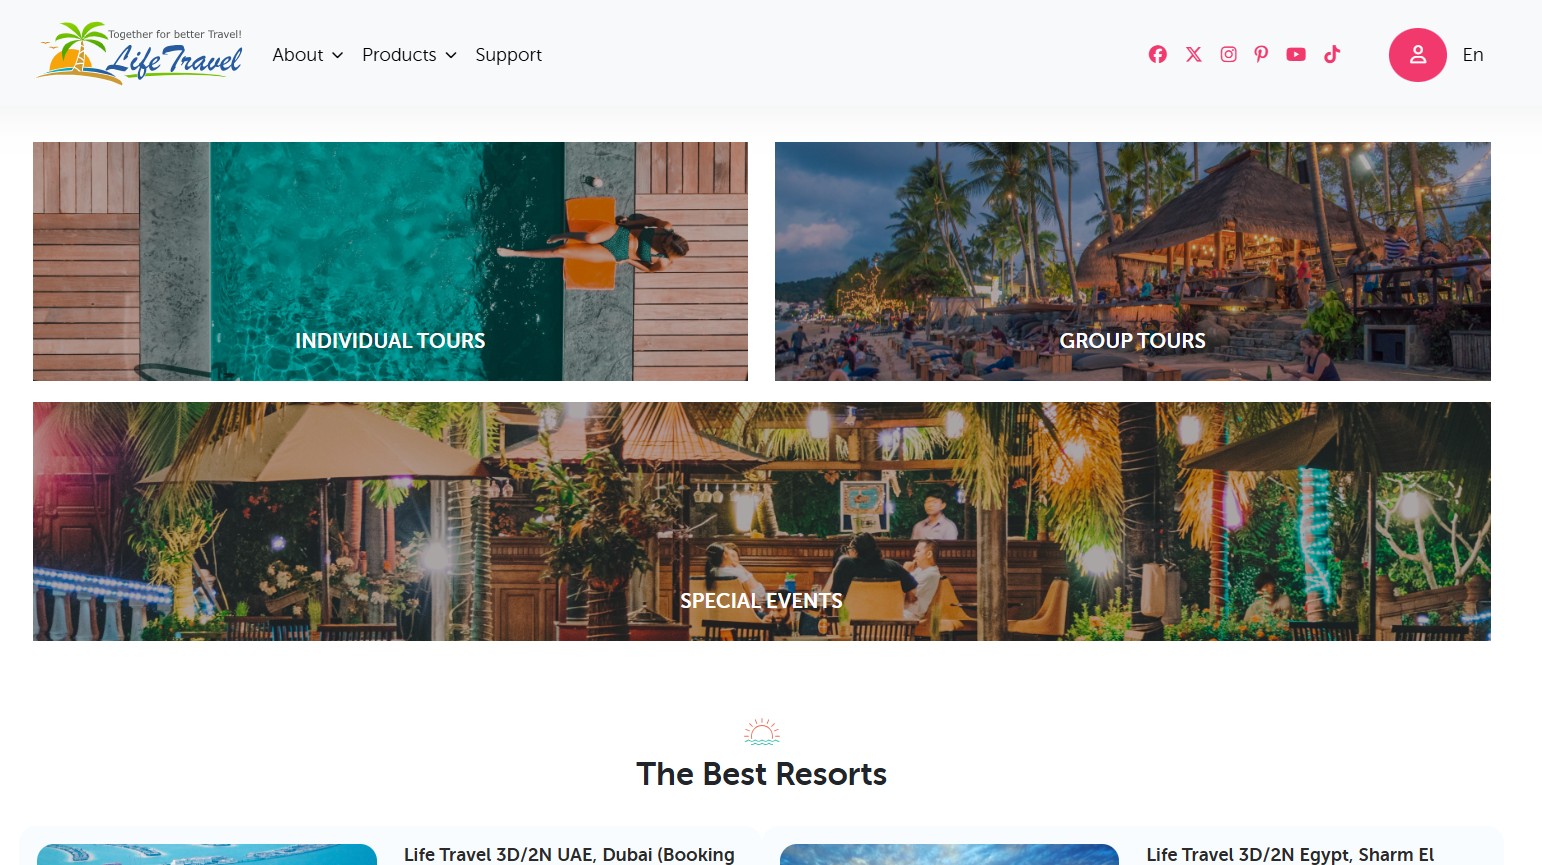 Together for better Travel!
Life Travel
About
Products
Support
En
INDIVIDUAL TOURS
GROUP TOURS
SPECIAL EVENTS
The Best Resorts
Life Travel 3D/2N UAE, Dubai (Booking
Life Travel 3D/2N Egypt, Sharm El